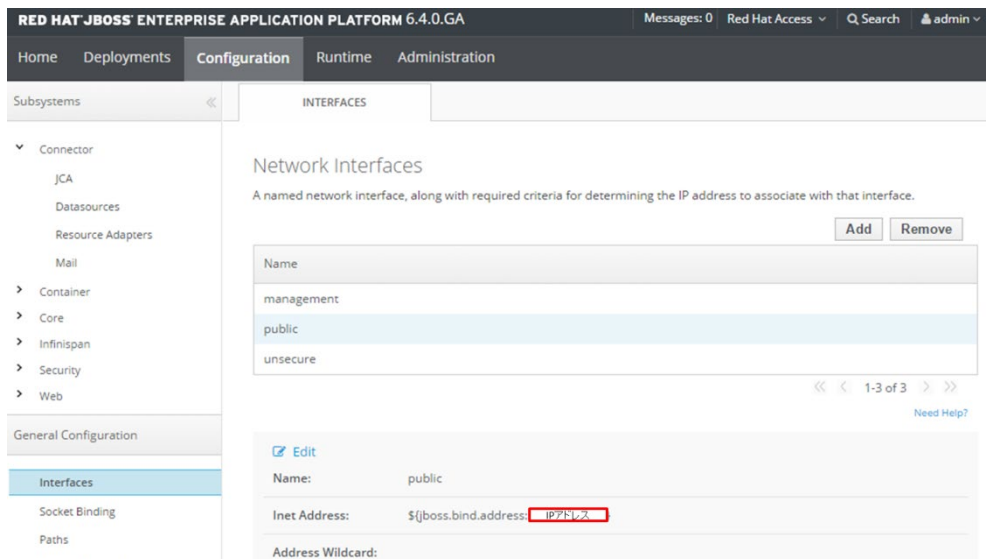 RED HAT JBOSS ENTERPRISE APPLICATION PLATFORM 6.4.0.GA Messages: 0 Red Hat Access Search admin
Home Deployments Configuration Runtime Administration
Subsystems
INTERFACES
Connector
JCA
Datasources
Resource Adapters
Mail
Container
Core
Infinispan
Security
Web
General Configuration
Interfaces
Socket Binding
Paths
Network Interfaces
A named network interface, along with required criteria for determining the IP address to associate with that interface.
Add Remove
Name
management
public
unsecure
« ‹ 1-3 of 3 › »
Need Help?
Edit
Name: public
Inet Address: ${jboss.bind.address: IPアドレス
Address Wildcard: